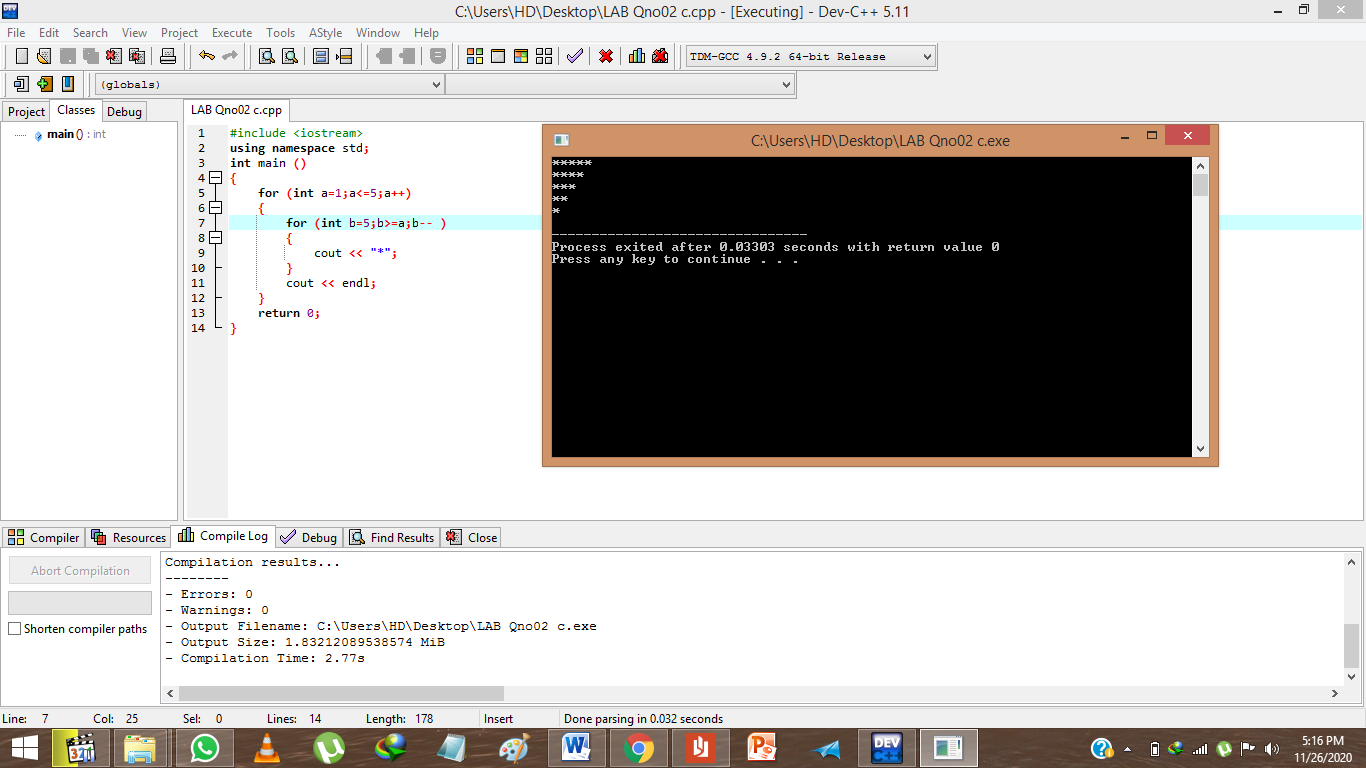 C:\Users\HD\Desktop\LAB Qno02 c.cpp - [Executing] - Dev-C++ 5.11
File Edit Search View Project Execute Tools AStyle Window Help
TDM-GCC 4.9.2 64-bit Release
(globals)
Project Classes Debug
main () : int
LAB Qno02 c.cpp
1 #include <iostream>
2 using namespace std;
3 int main ()
4 {
5 for (int a=1;a<=5;a++)
6 {
7 for (int b=5;b>=a;b-- )
8 {
9 cout << "*";
10 }
11 cout << endl;
12 }
13 return 0;
14 }
C:\Users\HD\Desktop\LAB Qno02 c.exe
*****
****
***
**
*
--------------------------------
Process exited after 0.03303 seconds with return value 0
Press any key to continue . . .
Compiler Resources Compile Log Debug Find Results Close
Abort Compilation
Shorten compiler paths
Compilation results...
--------
- Errors: 0
- Warnings: 0
- Output Filename: C:\Users\HD\Desktop\LAB Qno02 c.exe
- Output Size: 1.83212089538574 MiB
- Compilation Time: 2.77s
Line: 7 Col: 25 Sel: 0 Lines: 14 Length: 178 Insert Done parsing in 0.032 seconds
5:16 PM
11/26/2020